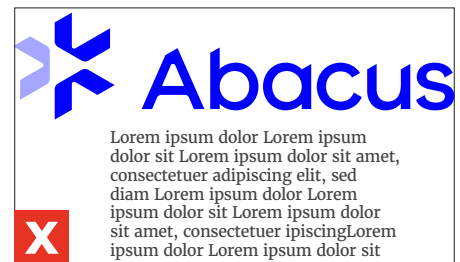 Abacus
Lorem ipsum dolor Lorem ipsum
dolor sit Lorem ipsum dolor sit amet,
consectetuer adipiscing elit, sed
diam Lorem ipsum dolor Lorem
ipsum dolor sit Lorem ipsum dolor
sit amet, consectetuer ipiscingLorem
ipsum dolor Lorem ipsum dolor sit
X